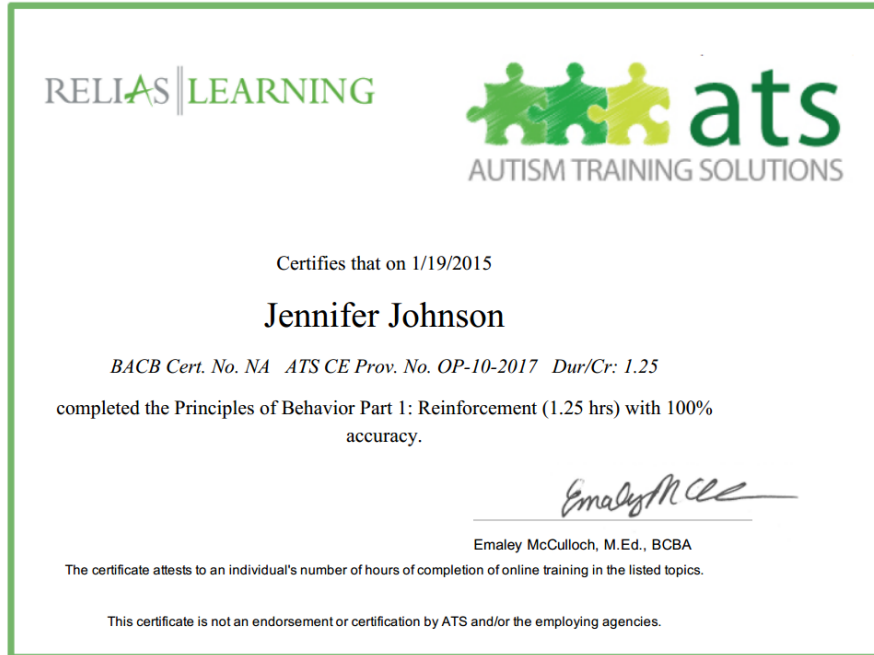 RELIAS LEARNING
ats
AUTISM TRAINING SOLUTIONS
Certifies that on 1/19/2015
Jennifer Johnson
BACB Cert. No. NA ATS CE Prov. No. OP-10-2017 Dur/Cr: 1.25
completed the Principles of Behavior Part 1: Reinforcement (1.25 hrs) with 100%
accuracy.
Emaley McCulloch, M.Ed., BCBA
The certificate attests to an individual's number of hours of completion of online training in the listed topics.
This certificate is not an endorsement or certification by ATS and/or the employing agencies.